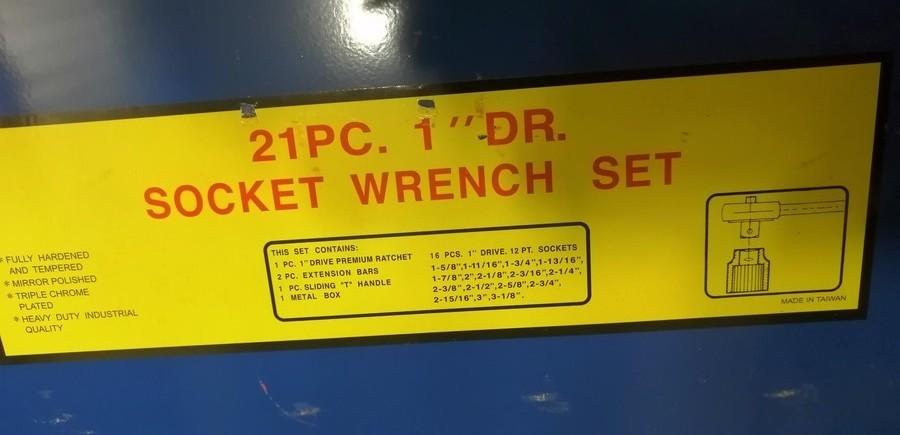 21PC. 1" DR.
SOCKET WRENCH SET
* FULLY HARDENED
AND TEMPERED
* MIRROR POLISHED
* TRIPLE CHROME
PLATED
* HEAVY DUTY INDUSTRIAL
QUALITY
THIS SET CONTAINS:
1 PC. 1" DRIVE PREMIUM RATCHET
2 PC. EXTENSION BARS
1 PC. SLIDING "T" HANDLE
1 METAL BOX
16 PCS. 1" DRIVE. 12 PT. SOCKETS
1-5/8",1-11/16",1-3/4",1-13/16",
1-7/8",2",2-1/8",2-3/16",2-1/4",
2-3/8",2-1/2",2-5/8",2-3/4",
2-15/16",3",3-1/8".
MADE IN TAIWAN